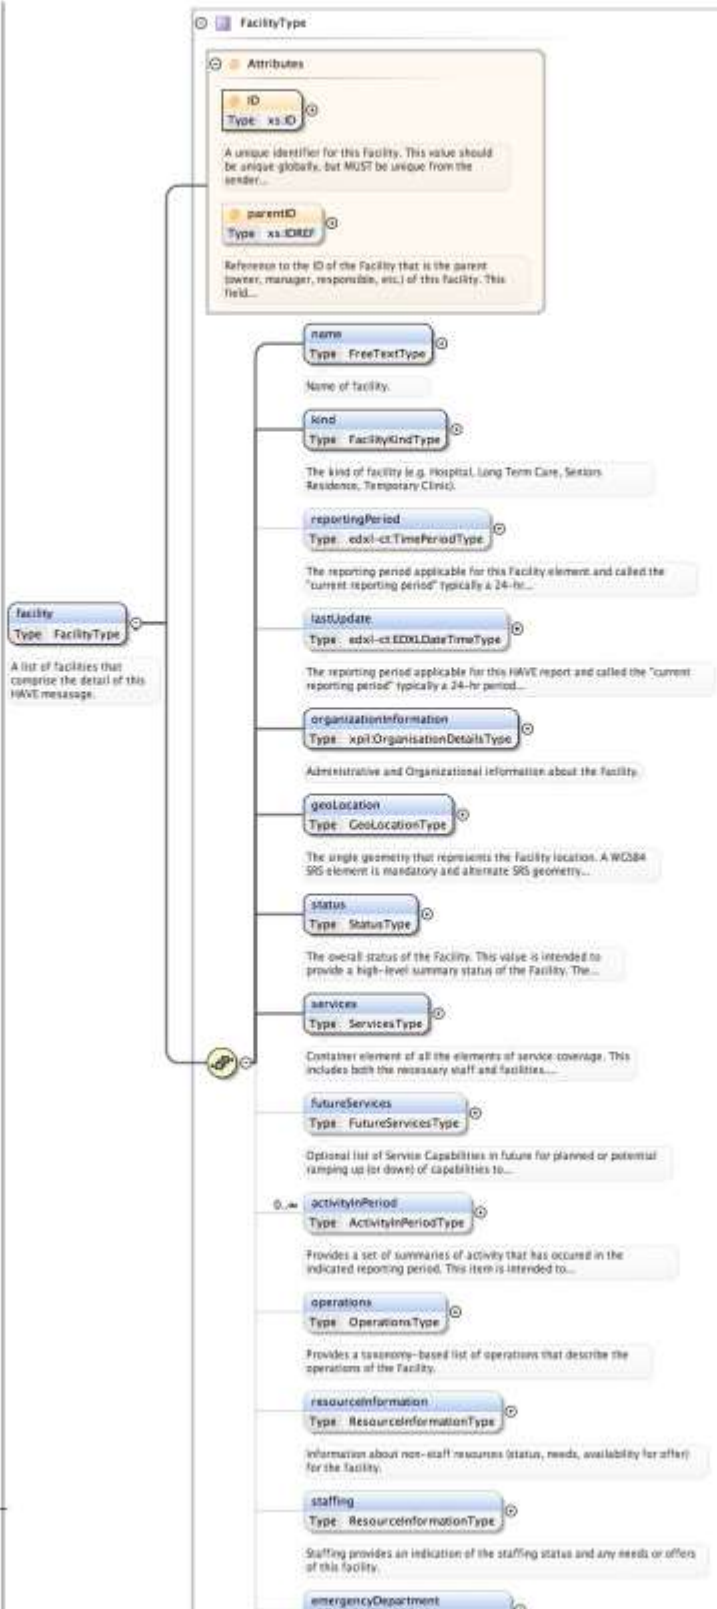 FacilityType
Attributes
ID
Type xs:ID
A unique identifier for this Facility. This value should
be unique globally, but MUST be unique from the
sender...
parentID
Type xs:IDREF
Reference to the ID of the Facility that is the parent
(owner, manager, responsible, etc.) of this Facility. This
field...
name
Type FreeTextType
Name of facility.
kind
Type FacilityKindType
The kind of facility (e.g. Hospital, Long Term Care, Seniors
Residence, Temporary Clinic).
reportingPeriod
Type edxl-ct:TimePeriodType
The reporting period applicable for this Facility element and called the
"current reporting period" typically a 24-hr...
facility
Type FacilityType
A list of facilities that
comprise the detail of this
HAVE mesasage.
lastUpdate
Type edxl-ct:EDXLDateTimeType
The reporting period applicable for this HAVE report and called the "current
reporting period" typically a 24-hr period...
organizationInformation
Type xpil:OrganisationDetailsType
Administrative and Organizational information about the Facility.
geoLocation
Type GeoLocationType
The single geometry that represents the Facility location. A WGS84
SRS element is mandatory and alternate SRS geometry...
status
Type StatusType
The overall status of the Facility. This value is intended to
provide a high-level summary status of the Facility. The...
services
Type ServicesType
Container element of all the elements of service coverage. This
includes both the necessary staff and facilities....
futureServices
Type FutureServicesType
Optional list of Service Capabilities in future for planned or potential
ramping up (or down) of capabilities to...
0..∞
activityInPeriod
Type ActivityInPeriodType
Provides a set of summaries of activity that has occured in the
indicated reporting period. This item is intended to...
operations
Type OperationsType
Provides a taxonomy-based list of operations that describe the
operations of the Facility.
resourceInformation
Type ResourceInformationType
Information about non-staff resources (status, needs, availability for offer)
for the facility.
staffing
Type ResourceInformationType
Staffing provides an indication of the staffing status and any needs or offers
of this facility.
emergencyDepartment